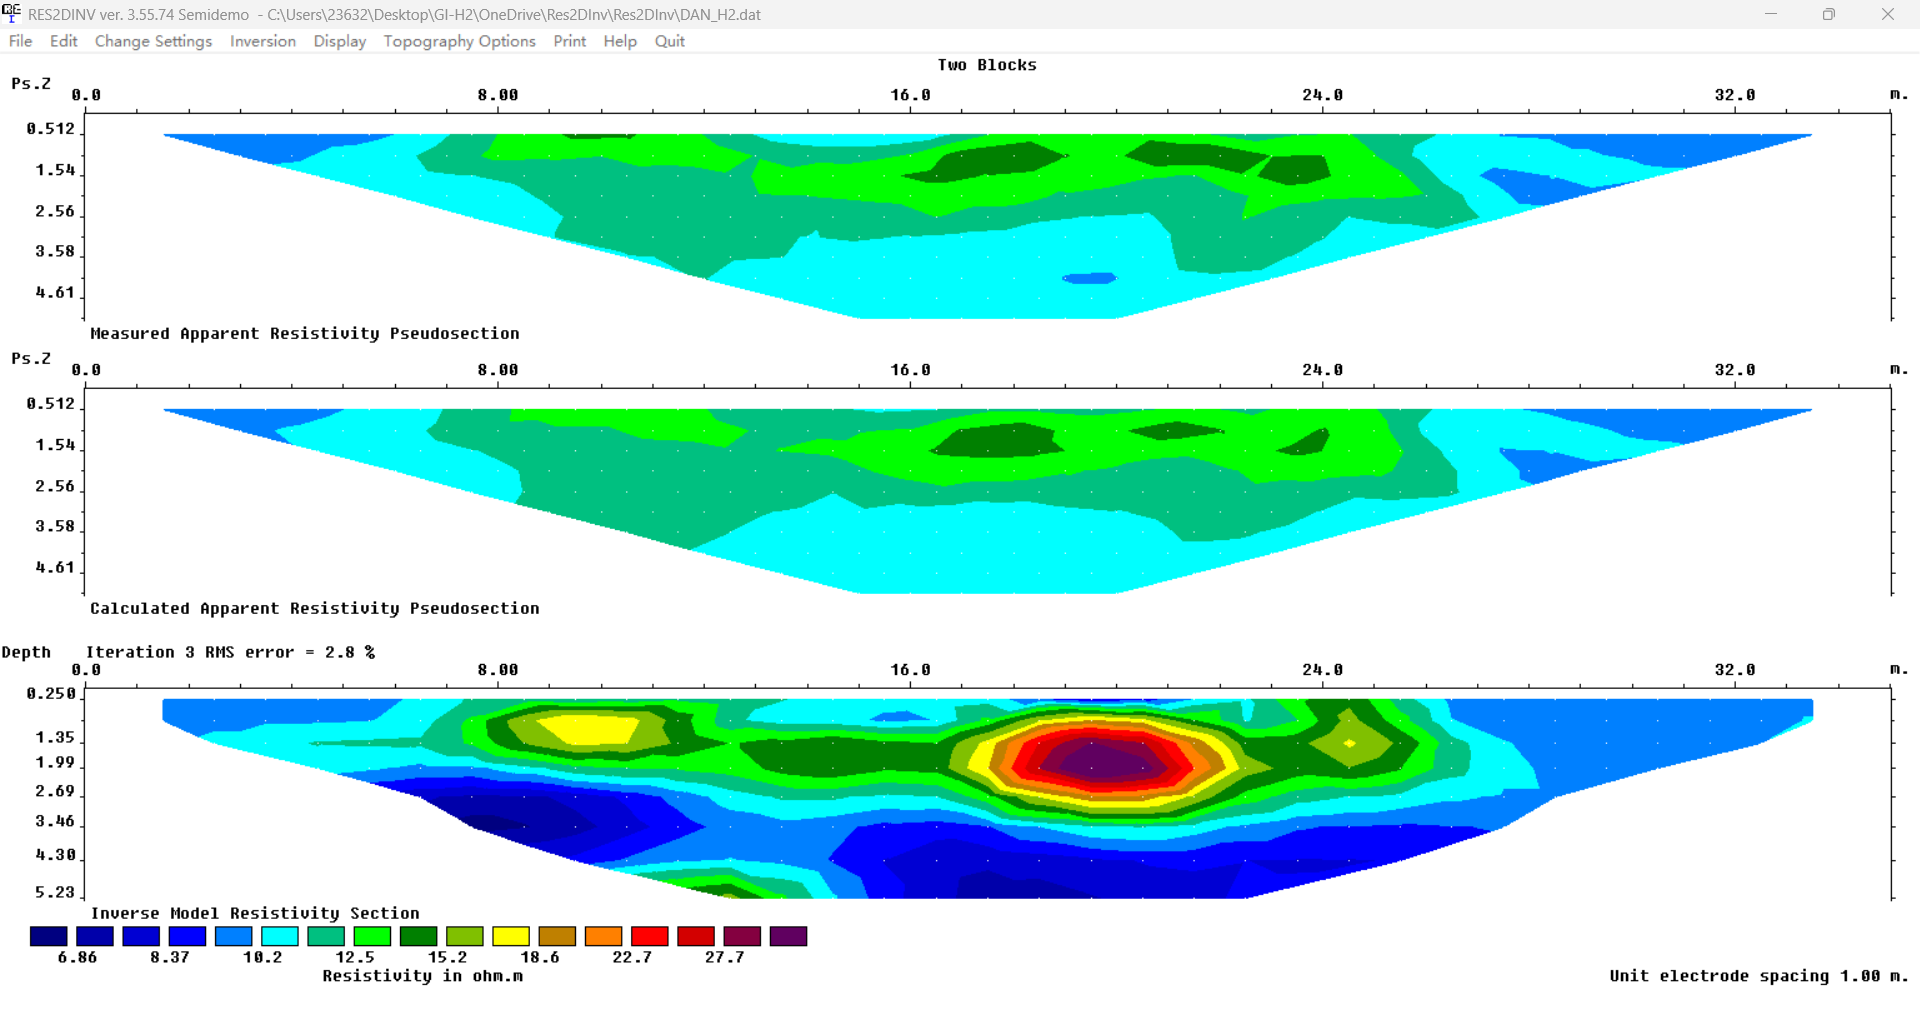 RES2DINV ver. 3.55.74 Semidemo - C:\Users\23632\Desktop\GI-H2\OneDrive\Res2DInv\Res2DInv\DAN_H2.dat
File Edit Change Settings Inversion Display Topography Options Print Help Quit
Two Blocks
Ps.Z 0.0 8.00 16.0 24.0 32.0 m.
0.512
1.54
2.56
3.58
4.61
Measured Apparent Resistivity Pseudosection
Ps.Z 0.0 8.00 16.0 24.0 32.0 m.
0.512
1.54
2.56
3.58
4.61
Calculated Apparent Resistivity Pseudosection
Depth Iteration 3 RMS error = 2.8 %
0.0 8.00 16.0 24.0 32.0 m.
0.250
1.35
1.99
2.69
3.46
4.30
5.23
Inverse Model Resistivity Section
6.86 8.37 10.2 12.5 15.2 18.6 22.7 27.7
Resistivity in ohm.m Unit electrode spacing 1.00 m.